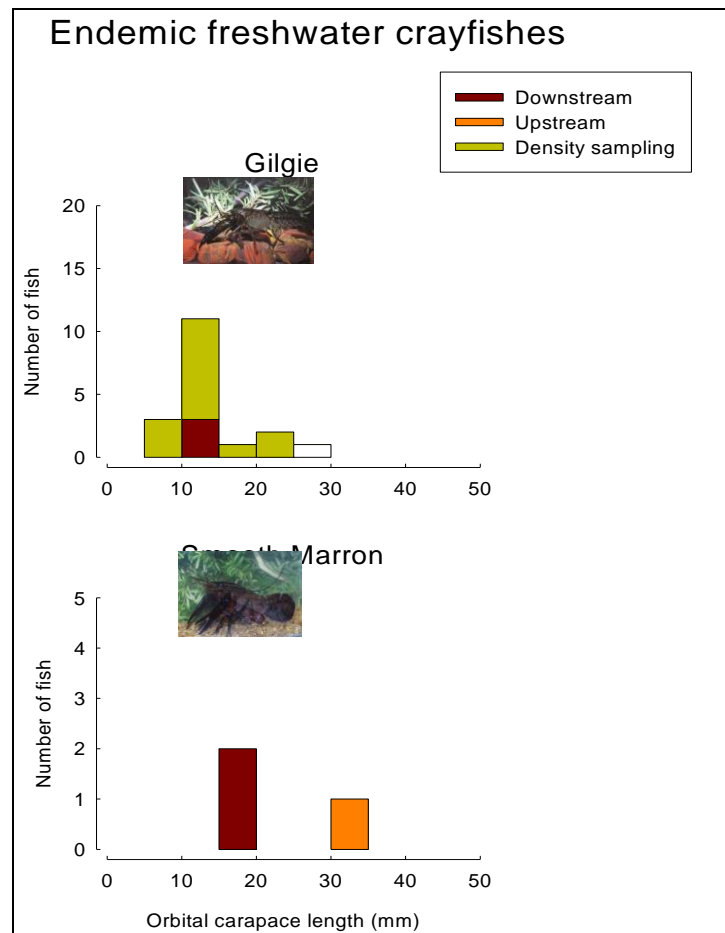 Endemic freshwater crayfishes
Downstream
Upstream
Density sampling
Gilgie
Number of fish
20
15
10
5
0
0 10 20 30 40 50
Smooth Marron
Number of fish
5
4
3
2
1
0
0 10 20 30 40 50
Orbital carapace length (mm)